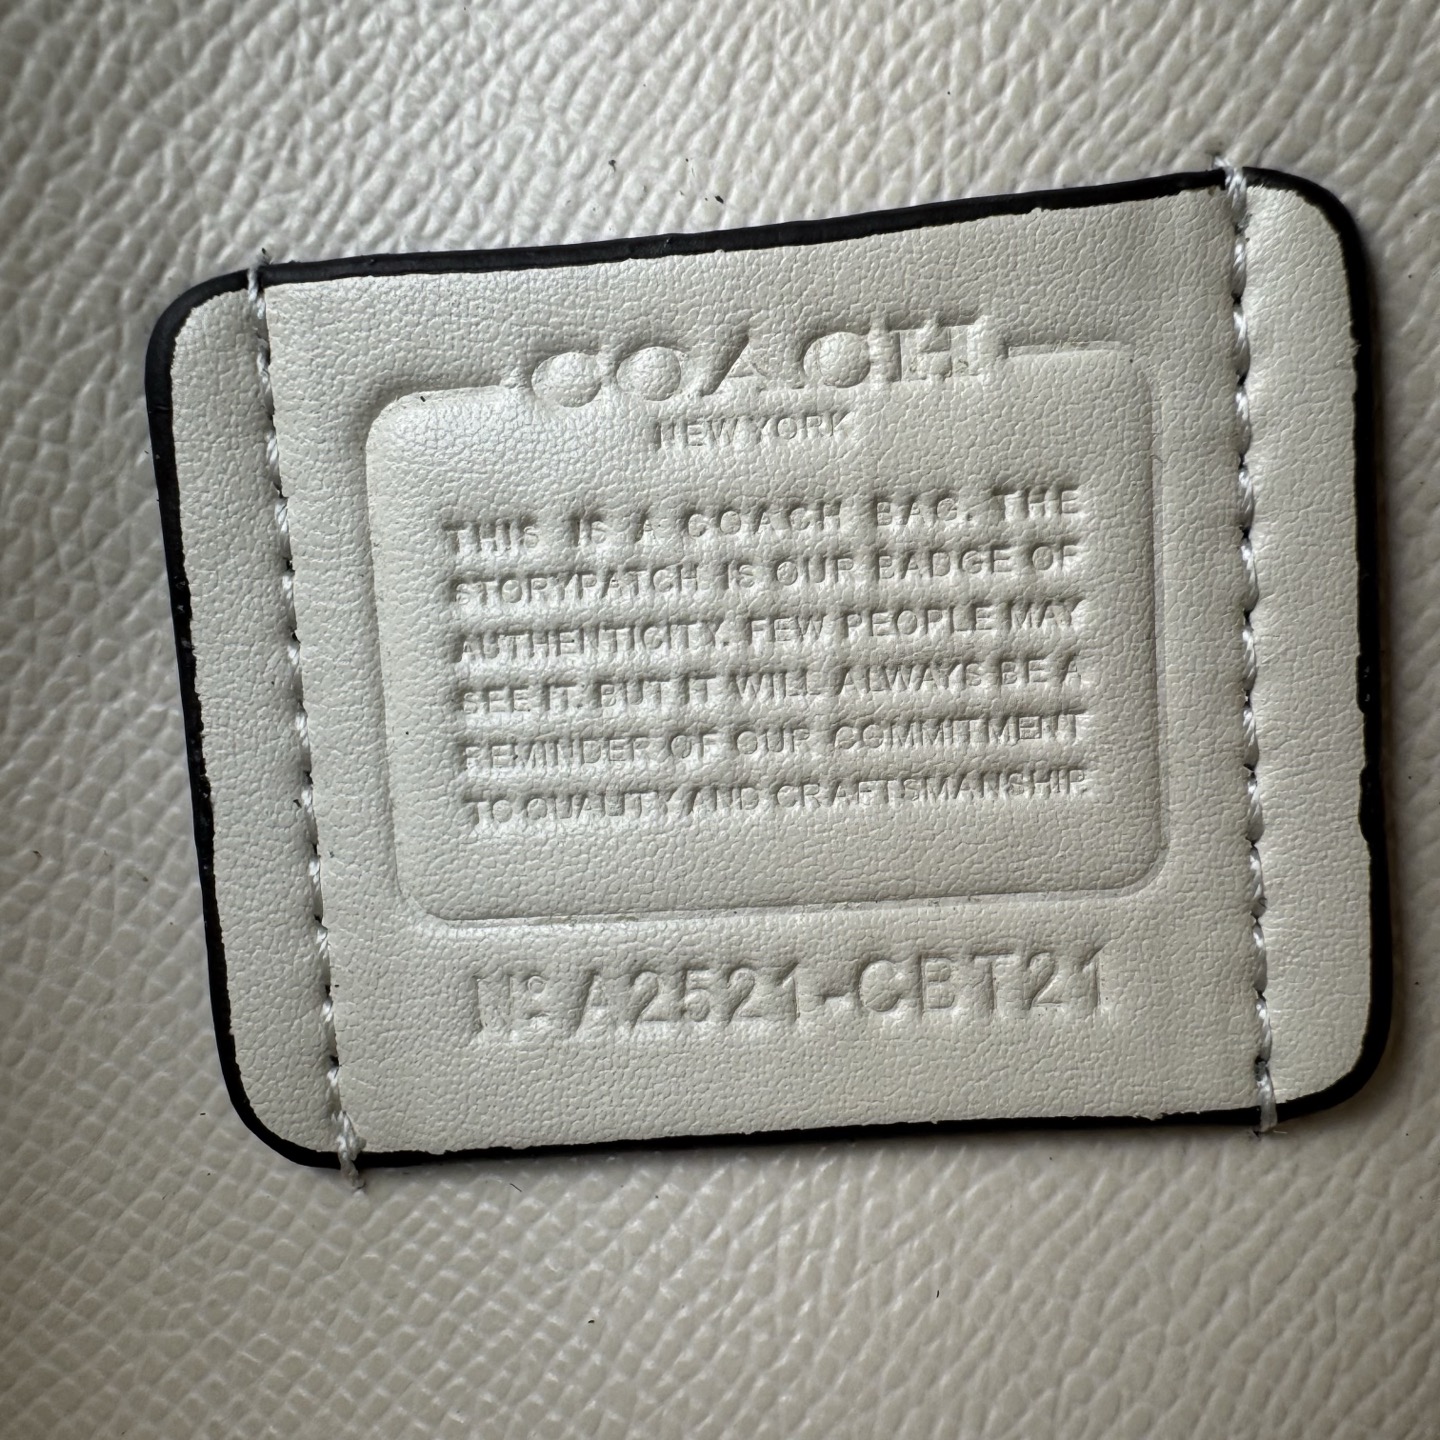 COACH
NEW YORK
THIS IS A COACH BAG. THE
STORYPATCH IS OUR BADGE OF
AUTHENTICITY. FEW PEOPLE MAY
SEE IT. BUT IT WILL ALWAYS BE A
REMINDER OF OUR COMMITMENT
TO QUALITY AND CRAFTSMANSHIP.
Nº A2521-CBT21